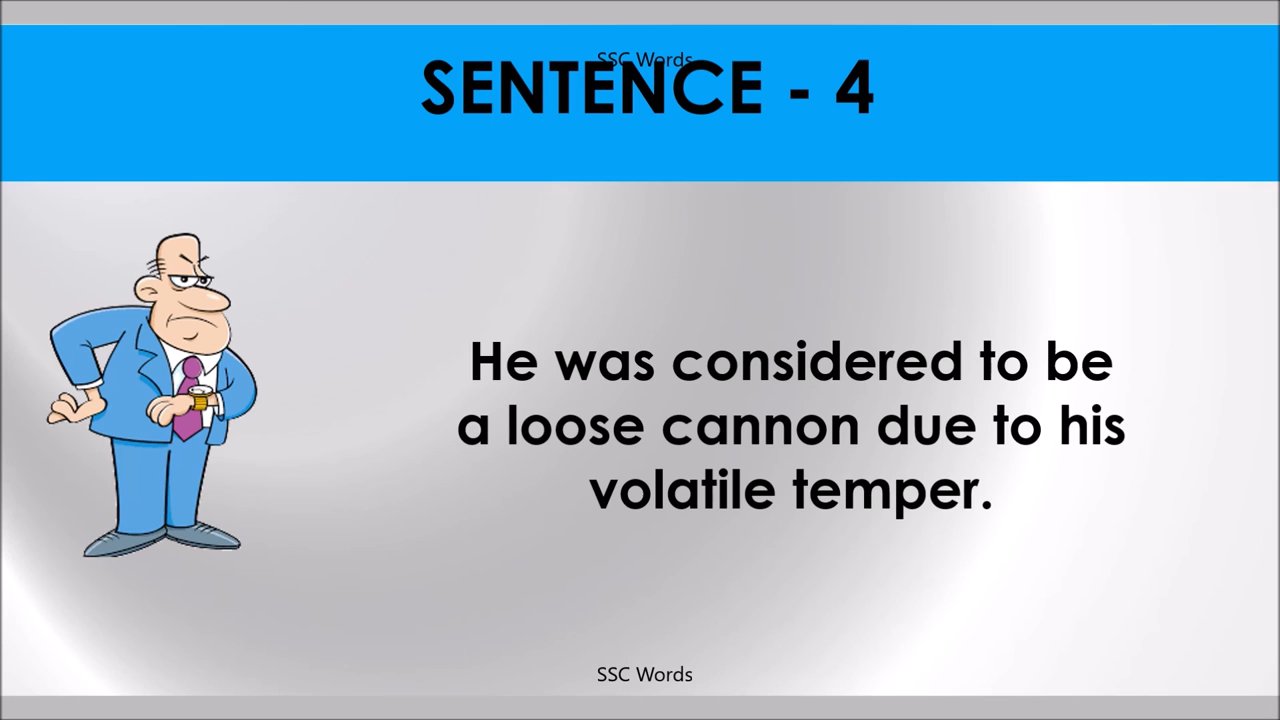 SSC Words
SENTENCE - 4
He was considered to be
a loose cannon due to his
volatile temper.
SSC Words